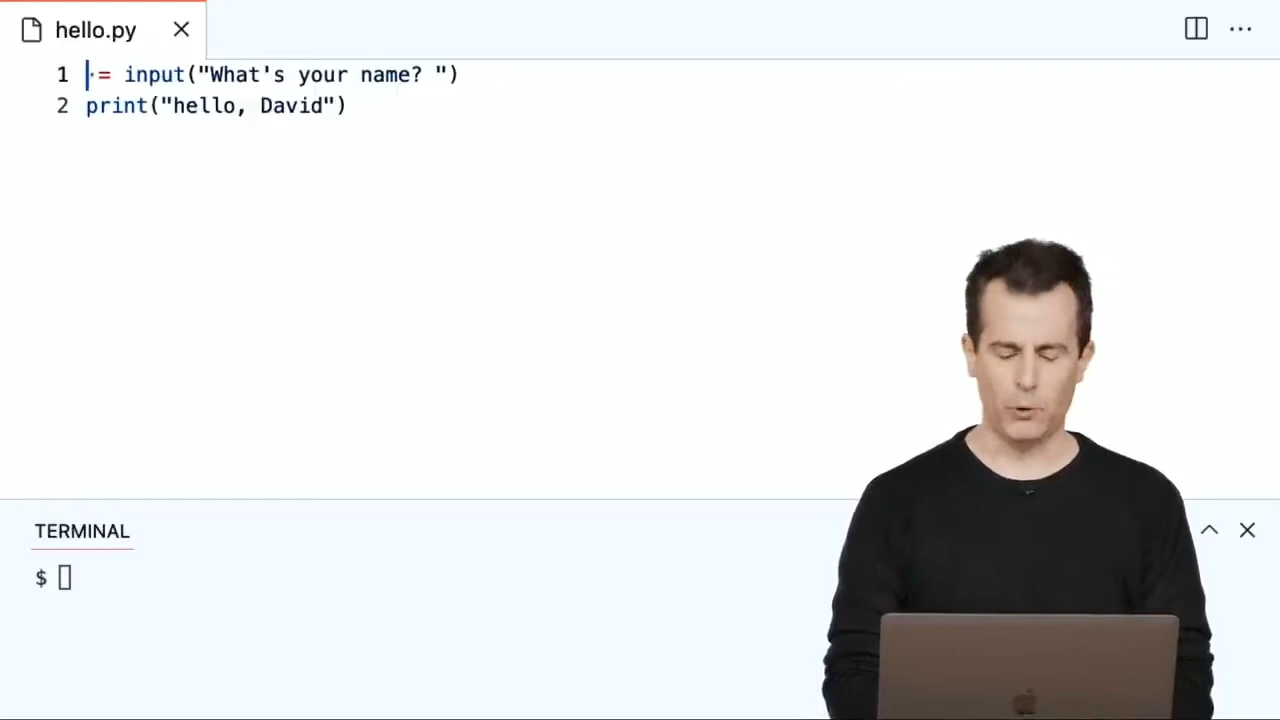 hello.py
1 = input("What's your name? ")
2 print("hello, David")
TERMINAL
$